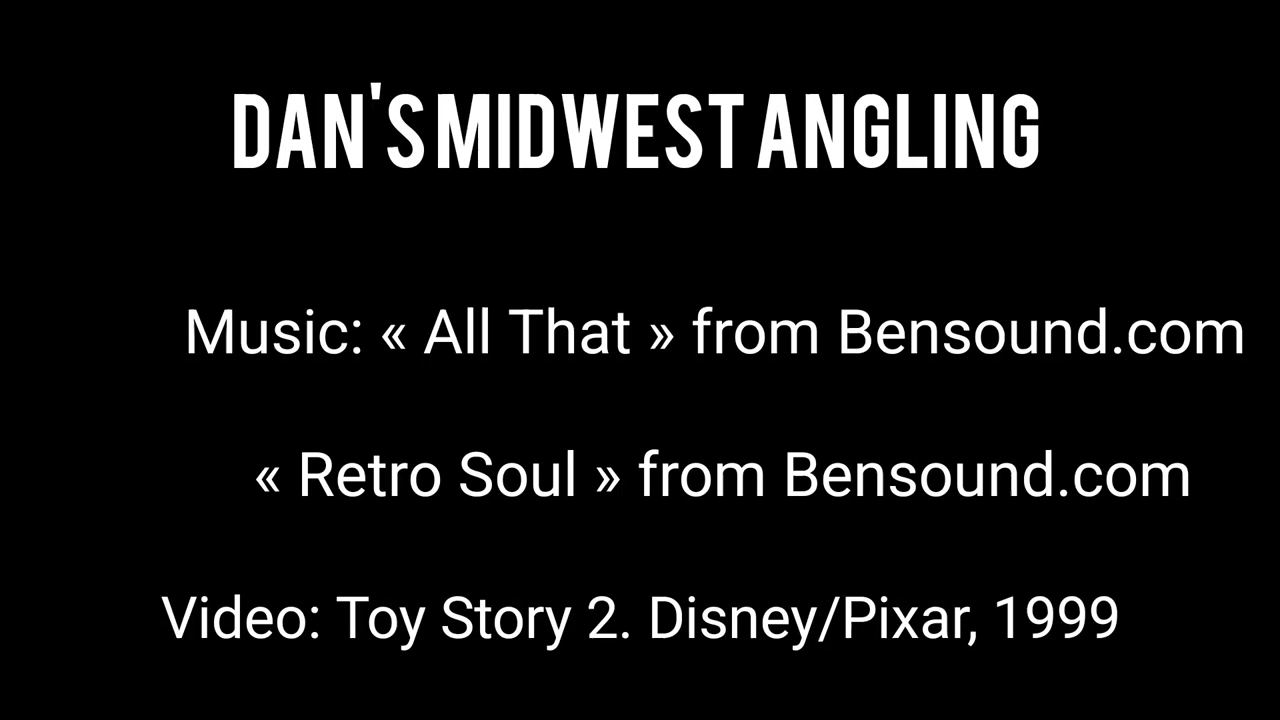 DAN'S MIDWEST ANGLING
Music: « All That » from Bensound.com
« Retro Soul » from Bensound.com
Video: Toy Story 2. Disney/Pixar, 1999